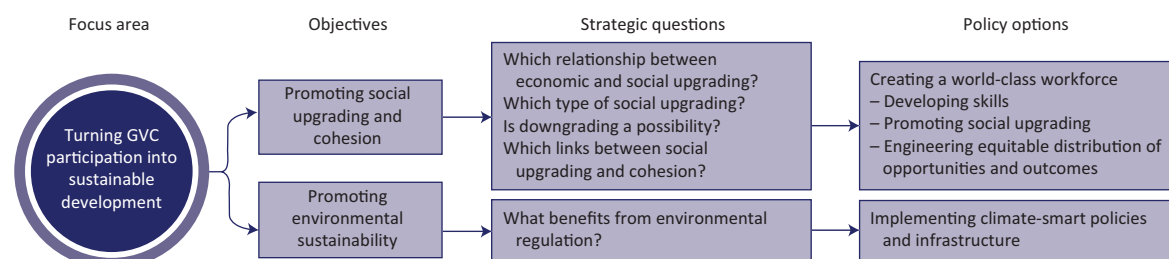 Focus area
Objectives
Strategic questions
Policy options
Turning GVC
participation into
sustainable
development
Promoting social
upgrading and
cohesion
Which relationship between
economic and social upgrading?
Which type of social upgrading?
Is downgrading a possibility?
Which links between social
upgrading and cohesion?
Creating a world-class workforce
– Developing skills
– Promoting social upgrading
– Engineering equitable distribution of
opportunities and outcomes
Promoting
environmental
sustainability
What benefits from environmental
regulation?
Implementing climate-smart policies
and infrastructure